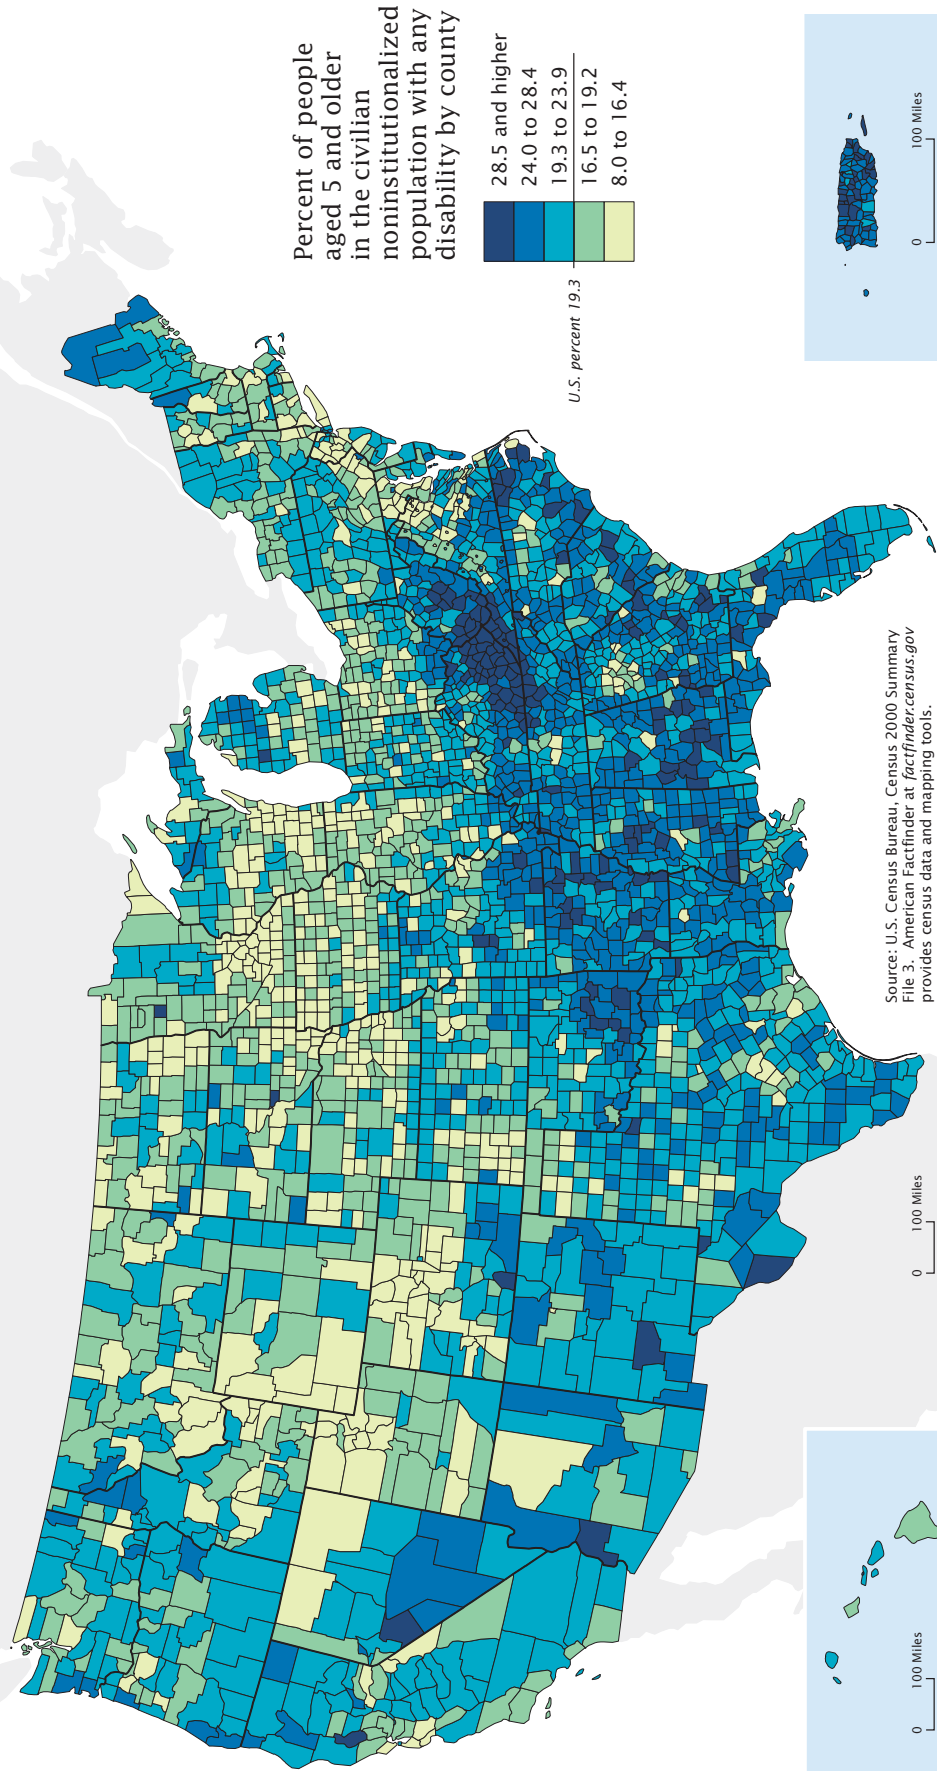 Percent of people
aged 5 and older
in the civilian
noninstitutionalized
population with any
disability by county
28.5 and higher
24.0 to 28.4
19.3 to 23.9
16.5 to 19.2
8.0 to 16.4
U.S. percent 19.3
0 100 Miles
0 100 Miles
0 100 Miles
Source: U.S. Census Bureau, Census 2000 Summary
File 3. American Factfinder at factfinder.census.gov
provides census data and mapping tools.